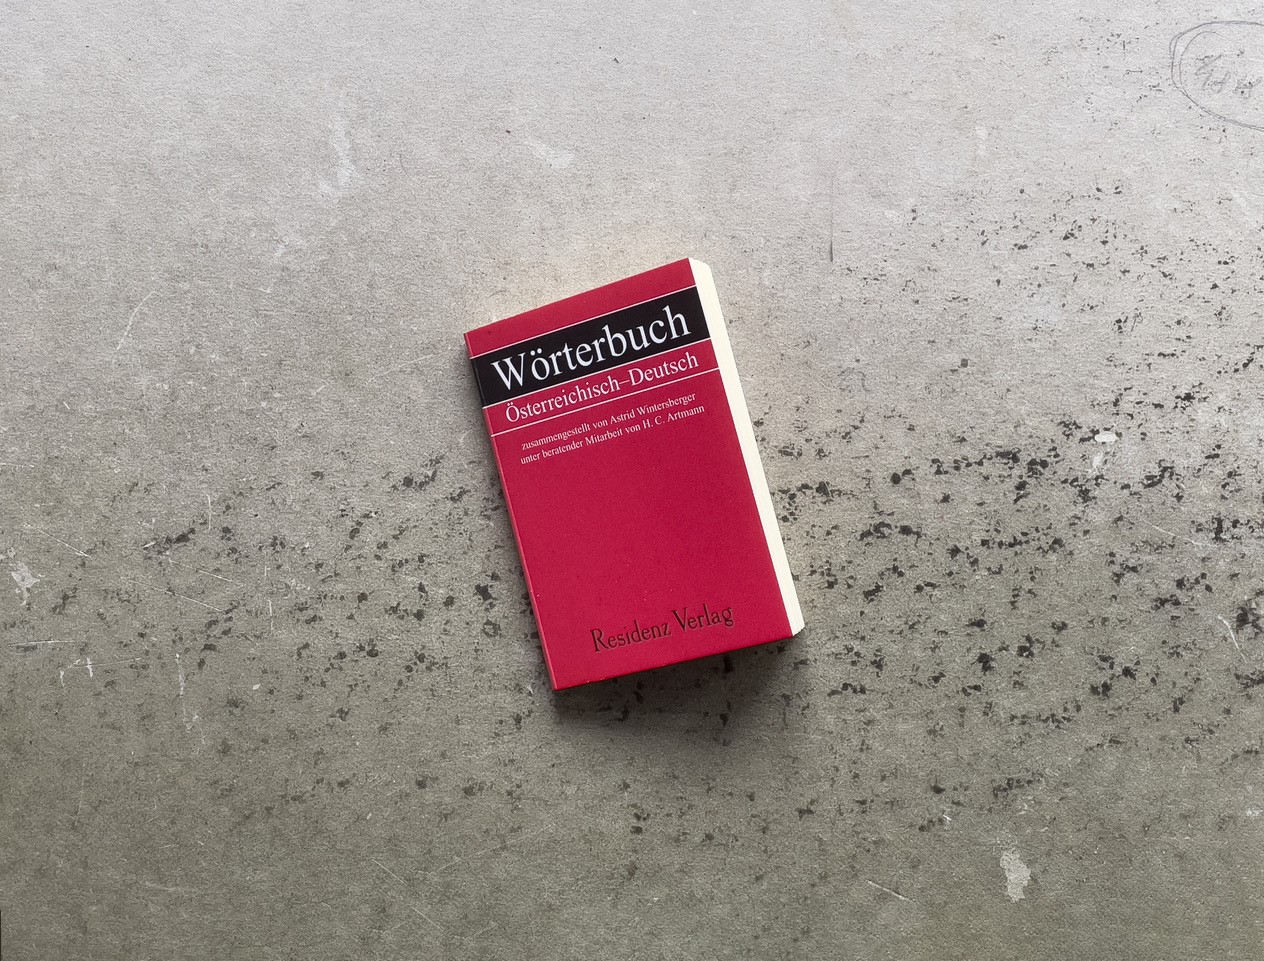 Wörterbuch
Österreichisch–Deutsch
zusammengestellt von Astrid Wintersberger
unter beratender Mitarbeit von H. C. Artmann
Residenz Verlag